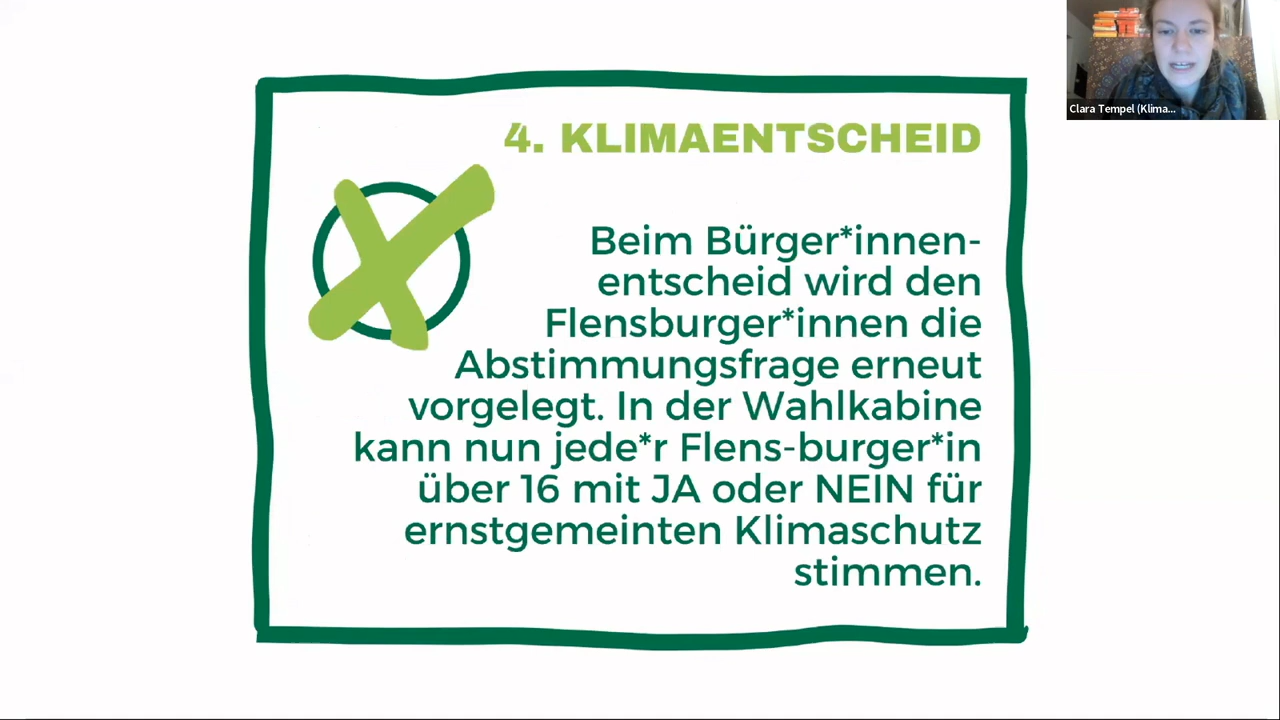 Clara Tempel (Klima...
4. KLIMAENTSCHEID
Beim Bürger*innen-
entscheid wird den
Flensburger*innen die
Abstimmungsfrage erneut
vorgelegt. In der Wahlkabine
kann nun jede*r Flens-burger*in
über 16 mit JA oder NEIN für
ernstgemeinten Klimaschutz
stimmen.